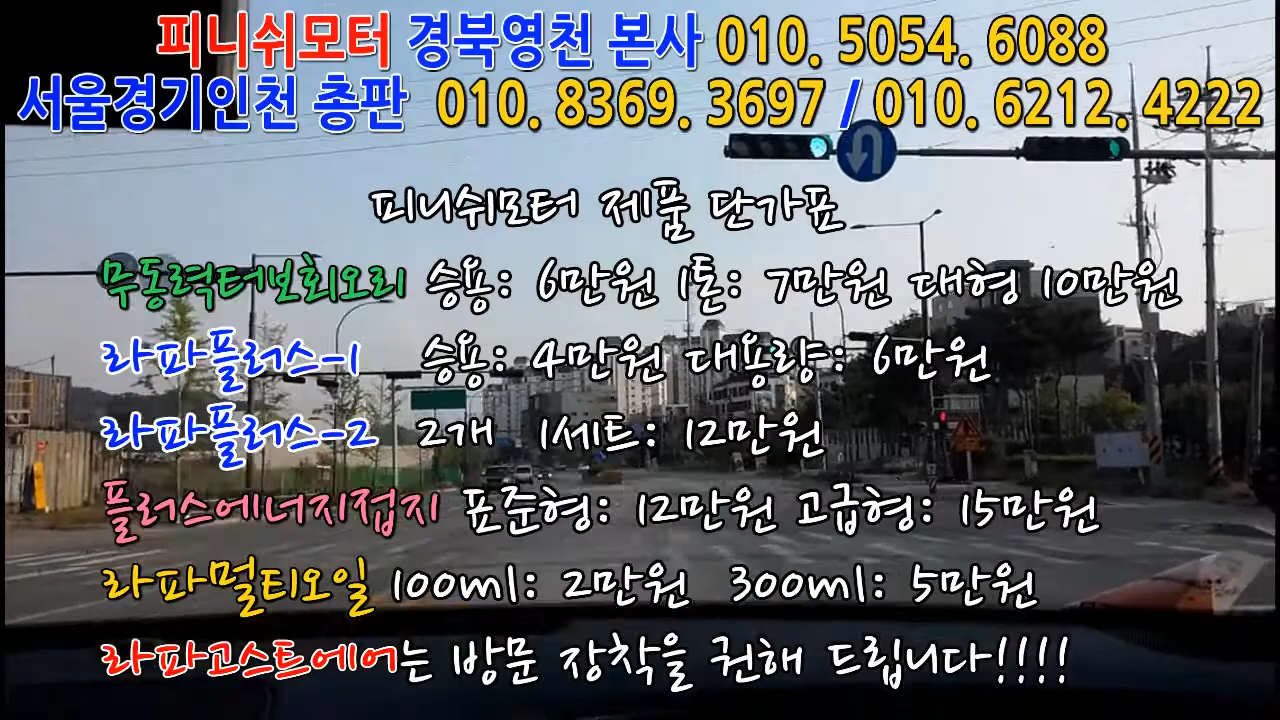 피니쉬모터 경북영천 본사 010. 5054. 6088
서울경기인천 총판 010. 8369. 3697 / 010. 6212. 4222
피니쉬모터 제품 단가표
무동력터보회오리 승용: 6만원 1톤: 7만원 대형 10만원
라파플러스-1 승용: 4만원 대용량: 6만원
라파플러스-2 2개 1세트: 12만원
플러스에너지접지 표준형: 12만원 고급형: 15만원
라파멀티오일 100ml: 2만원 300ml: 5만원
라파고스트에어는 방문 장착을 권해 드립니다!!!!